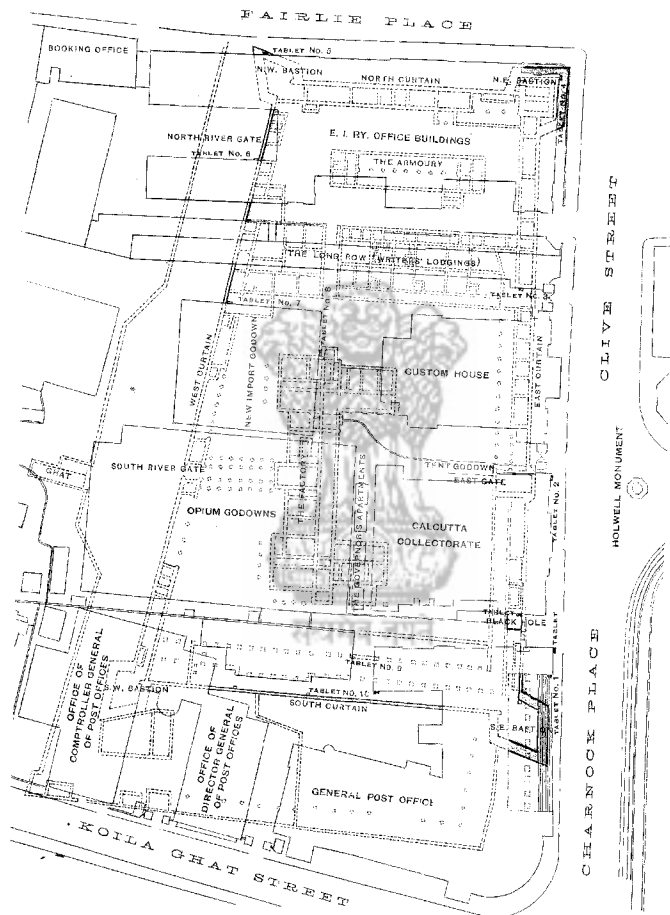 FAIRLIE PLACE
BOOKING OFFICE
TABLET No. 5
N.W. BASTION
NORTH CURTAIN
N.E. BASTION
TABLET No. 4
NORTH RIVER GATE
TABLET No. 6
E. I. RY. OFFICE BUILDINGS
THE ARMOURY
CLIVE STREET
THE LONG ROW (WRITERS' LODGINGS)
TABLET No. 7
TABLET No. 8
TABLET No. 3
WEST CURTAIN
NEW IMPORT GODOWN
CUSTOM HOUSE
EAST CURTAIN
GHAT
SOUTH RIVER GATE
THE FACTORY
THE GOVERNOR'S APARTMENTS
TENT GODOWN
EAST GATE
TABLET No. 2
HOLWELL MONUMENT
OPIUM GODOWNS
CALCUTTA
COLLECTORATE
TABLET
BLACK HOLE
TABLET
TABLET No. 9
TABLET No. 10
TABLET No. 1
W. BASTION
SOUTH CURTAIN
S.E. BASTION
OFFICE OF
COMPTROLLER GENERAL
OF POST OFFICES
OFFICE OF
DIRECTOR GENERAL
OF POST OFFICES
GENERAL POST OFFICE
CHARNOCK PLACE
KOILA GHAT STREET